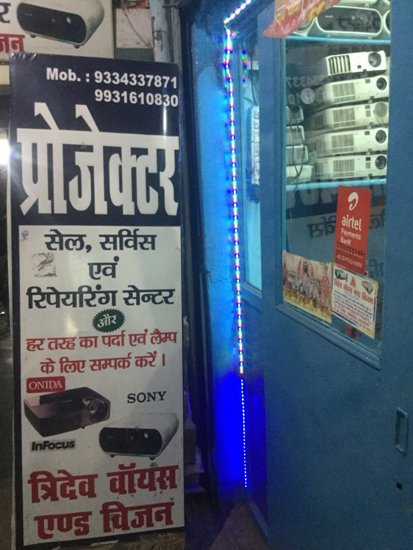 र
चिजन
Mob. : 9334337871
9931610830
प्रोजेक्टर
सेल, सर्विस
एवं
रिपेयरिंग सेन्टर
और
हर तरह का पर्दा एवं लैम्प
के लिए सम्पर्क करें।
ONIDA
SONY
InFocus
त्रिदेव वॉयस
एण्ड विजन
airtel
Payments
Bank